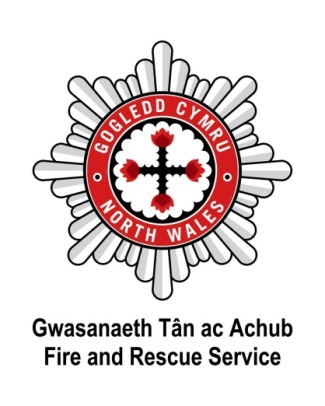 GOGLEDD CYMRU
NORTH WALES
Gwasanaeth Tân ac Achub
Fire and Rescue Service